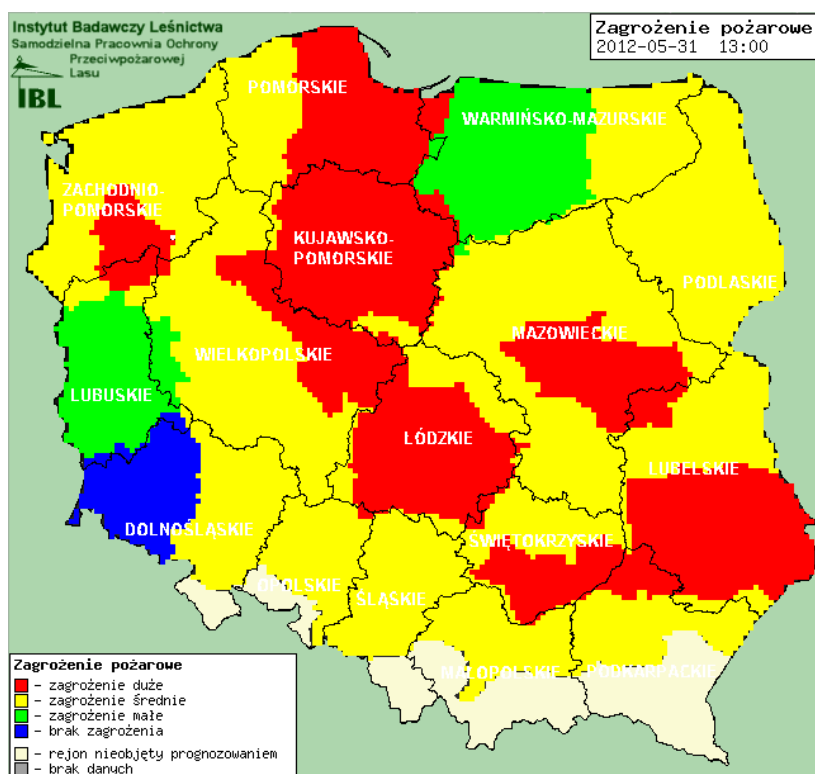 Instytut Badawczy Leśnictwa
Samodzielna Pracownia Ochrony
Przeciwpożarowej
Lasu
IBL
Zagrożenie pożarowe
2012-05-31 13:00
POMORSKIE
WARMIŃSKO-MAZURSKIE
ZACHODNIO-
POMORSKIE
KUJAWSKO-
POMORSKIE
PODLASKIE
MAZOWIECKIE
WIELKOPOLSKIE
LUBUSKIE
ŁÓDZKIE
LUBELSKIE
DOLNOŚLĄSKIE
ŚWIĘTOKRZYSKIE
OPOLSKIE
ŚLĄSKIE
MAŁOPOLSKIE
PODKARPACKIE
Zagrożenie pożarowe
- zagrożenie duże
- zagrożenie średnie
- zagrożenie małe
- brak zagrożenia
- rejon nieobjęty prognozowaniem
- brak danych